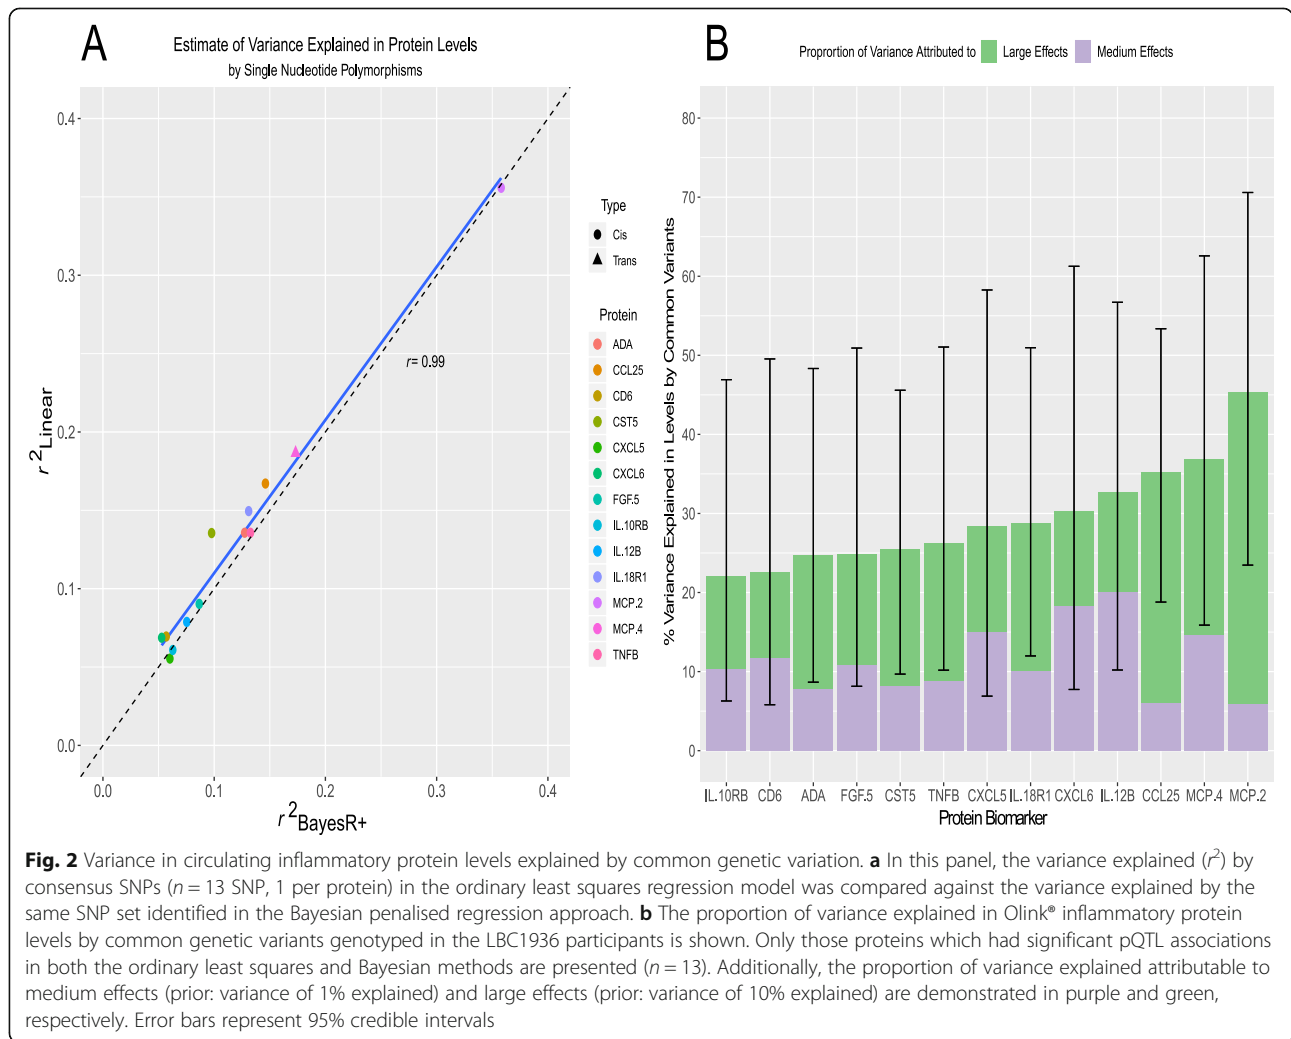 A
Estimate of Variance Explained in Protein Levels
by Single Nucleotide Polymorphisms
0.4
0.3
0.2
0.1
0.0
r 2Linear
r= 0.99
0.0 0.1 0.2 0.3 0.4
r 2BayesR+
Type
Cis
Trans
Protein
ADA
CCL25
CD6
CST5
CXCL5
CXCL6
FGF.5
IL.10RB
IL.12B
IL.18R1
MCP.2
MCP.4
TNFB
B
Proportion of Variance Attributed to Large Effects Medium Effects
80
70
60
50
40
30
20
10
0
% Variance Explained in Levels by Common Variants
IL.10RB CD6 ADA FGF.5 CST5 TNFB CXCL5 IL.18R1 CXCL6 IL.12B CCL25 MCP.4 MCP.2
Protein Biomarker
Fig. 2 Variance in circulating inflammatory protein levels explained by common genetic variation. a In this panel, the variance explained (r²) by
consensus SNPs (n = 13 SNP, 1 per protein) in the ordinary least squares regression model was compared against the variance explained by the
same SNP set identified in the Bayesian penalised regression approach. b The proportion of variance explained in Olink® inflammatory protein
levels by common genetic variants genotyped in the LBC1936 participants is shown. Only those proteins which had significant pQTL associations
in both the ordinary least squares and Bayesian methods are presented (n = 13). Additionally, the proportion of variance explained attributable to
medium effects (prior: variance of 1% explained) and large effects (prior: variance of 10% explained) are demonstrated in purple and green,
respectively. Error bars represent 95% credible intervals